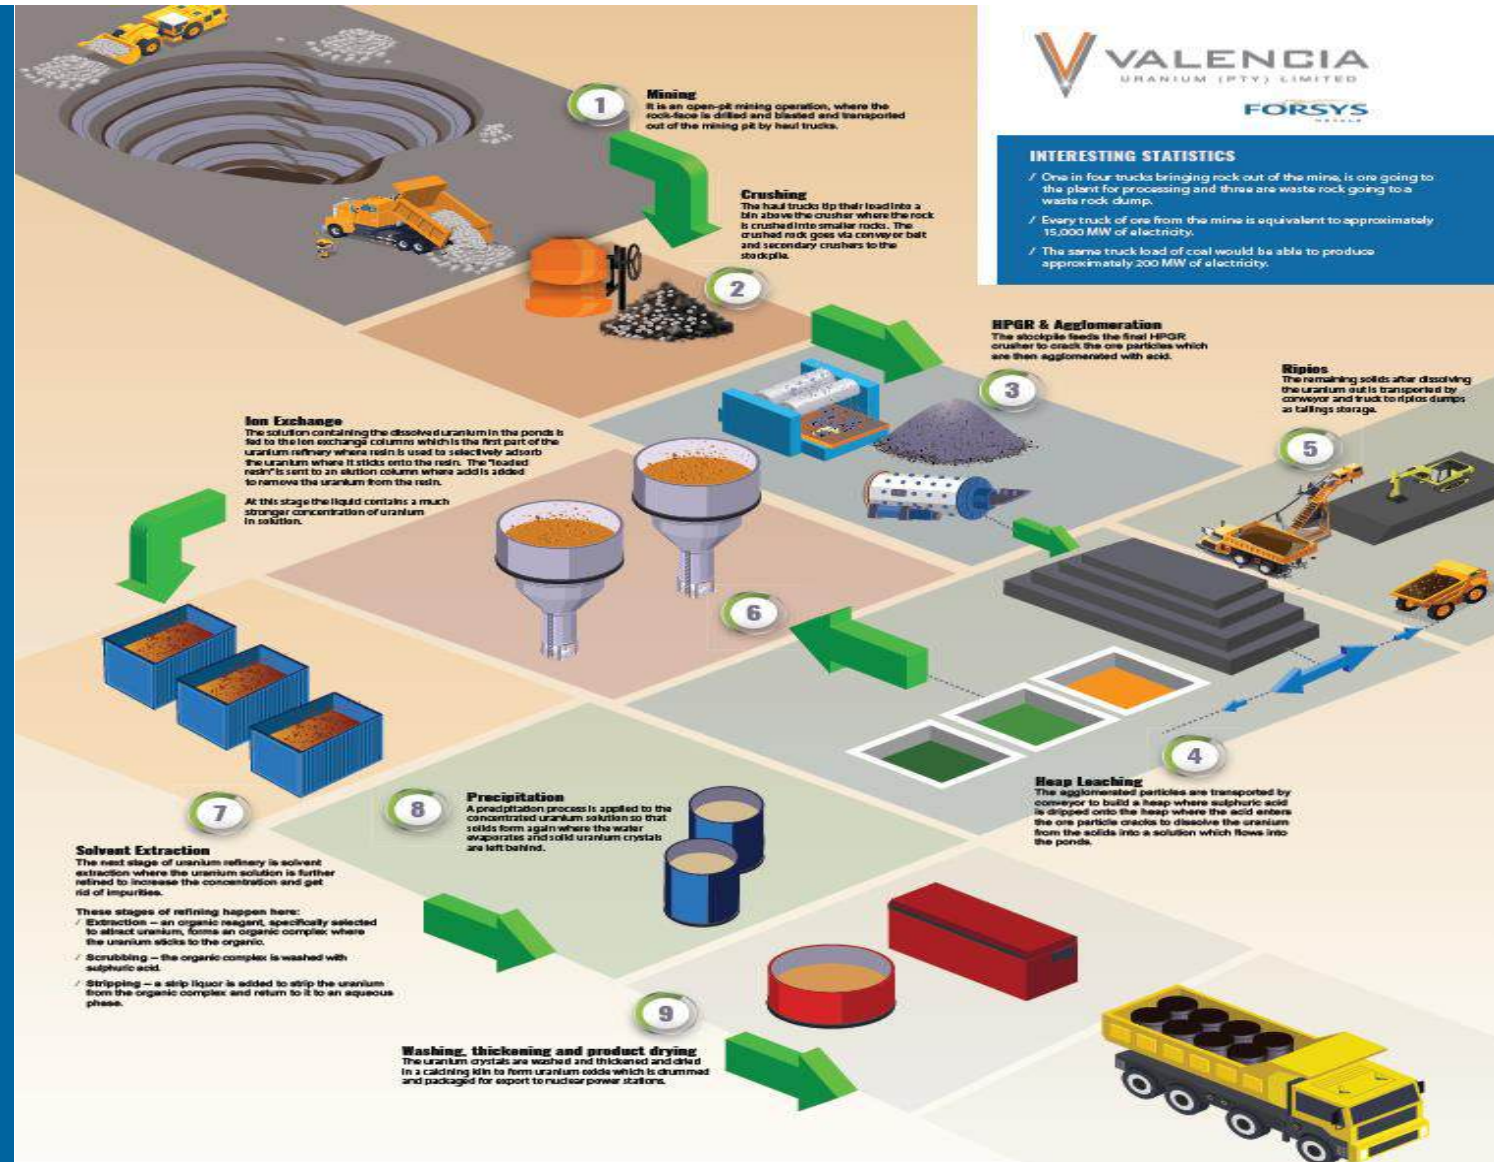 VALENCIA
URANIUM (PTY) LIMITED
FORSYS
METALS
INTERESTING STATISTICS
/ One in four trucks bringing rock out of the mine, is ore going to
the plant for processing and three are waste rock going to a
waste rock dump.
/ Every truck of ore from the mine is equivalent to approximately
15,000 MW of electricity.
/ The same truck load of coal would be able to produce
approximately 200 MW of electricity.
1
Mining
It is an open-pit mining operation, where the
rock-face is drilled and blasted and transported
out of the mining pit by haul trucks.
Crushing
The haul trucks tip their load into a
bin above the crusher where the rock
is crushed into smaller rocks. The
crushed rock goes via conveyor belt
and secondary crushers to the
stockpile.
2
HPGR & Agglomeration
The stockpile feeds the final HPGR
crusher to crack the ore particles which
are then agglomerated with acid.
3
Ripios
The remaining solids after dissolving
the uranium out is transported by
conveyor and truck to ripios dumps
as tailings storage.
5
Ion Exchange
The solution containing the dissolved uranium in the ponds is
fed to the ion exchange columns which is the first part of the
uranium refinery where resin is used to selectively adsorb
the uranium where it sticks onto the resin. The "loaded
resin" is sent to an elution column where acid is added
to remove the uranium from the resin.
At this stage the liquid contains a much
stronger concentration of uranium
in solution.
6
4
Heap Leaching
The agglomerated particles are transported by
conveyor to build a heap where sulphuric acid
is dripped onto the heap where the acid enters
the ore particle cracks to dissolve the uranium
from the solids into a solution which flows into
the ponds.
7
Solvent Extraction
The next stage of uranium refinery is solvent
extraction where the uranium solution is further
refined to increase the concentration and get
rid of impurities.
These stages of refining happen here:
/ Extraction – an organic reagent, specifically selected
to attract uranium, forms an organic complex where
the uranium sticks to the organic.
/ Scrubbing – the organic complex is washed with
sulphuric acid.
/ Stripping – a strip liquor is added to strip the uranium
from the organic complex and return to it to an aqueous
phase.
8
Precipitation
A precipitation process is applied to the
concentrated uranium solution so that
solids form again where the water
evaporates and solid uranium crystals
are left behind.
9
Washing, thickening and product drying
The uranium crystals are washed and thickened and dried
in a calcining kiln to form uranium oxide which is drummed
and packaged for export to nuclear power stations.